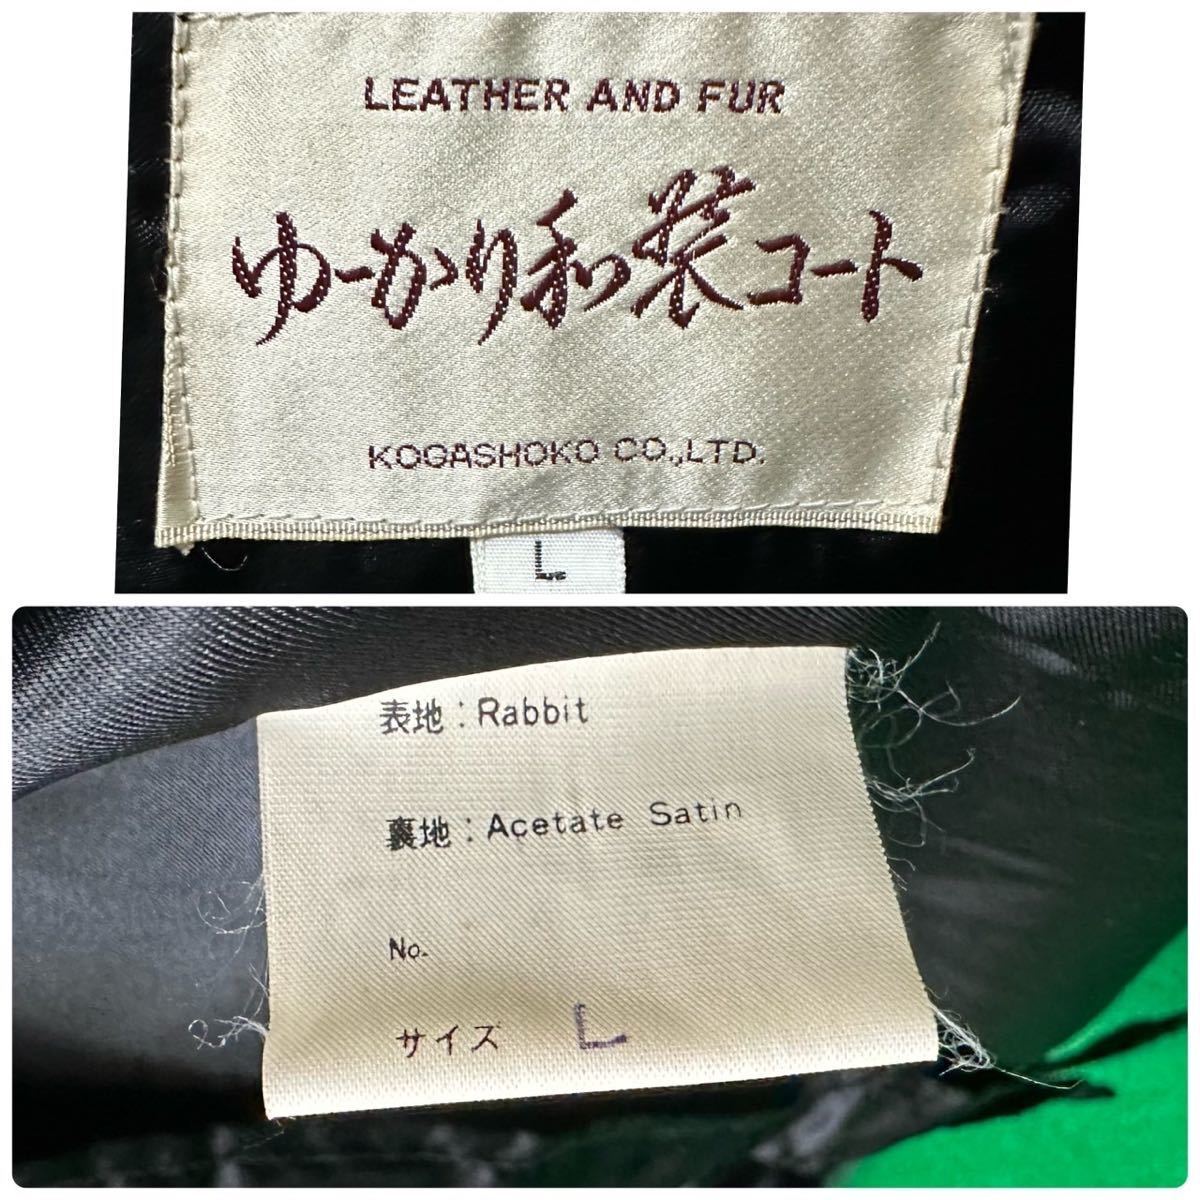 LEATHER AND FUR
ゆーかり和装コート
KOGASHOKO CO.,LTD.
L
表地：Rabbit
裏地：Acetate Satin
No.
サイズ L